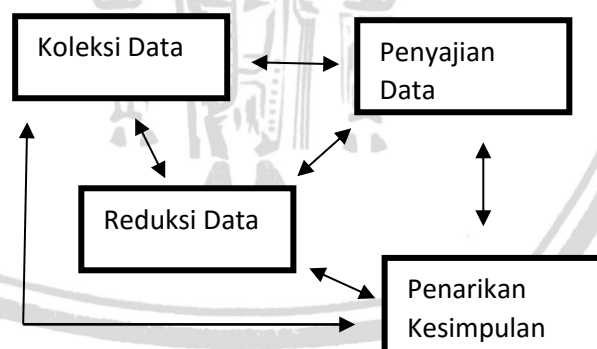 Koleksi Data
Penyajian
Data
Reduksi Data
Penarikan
Kesimpulan